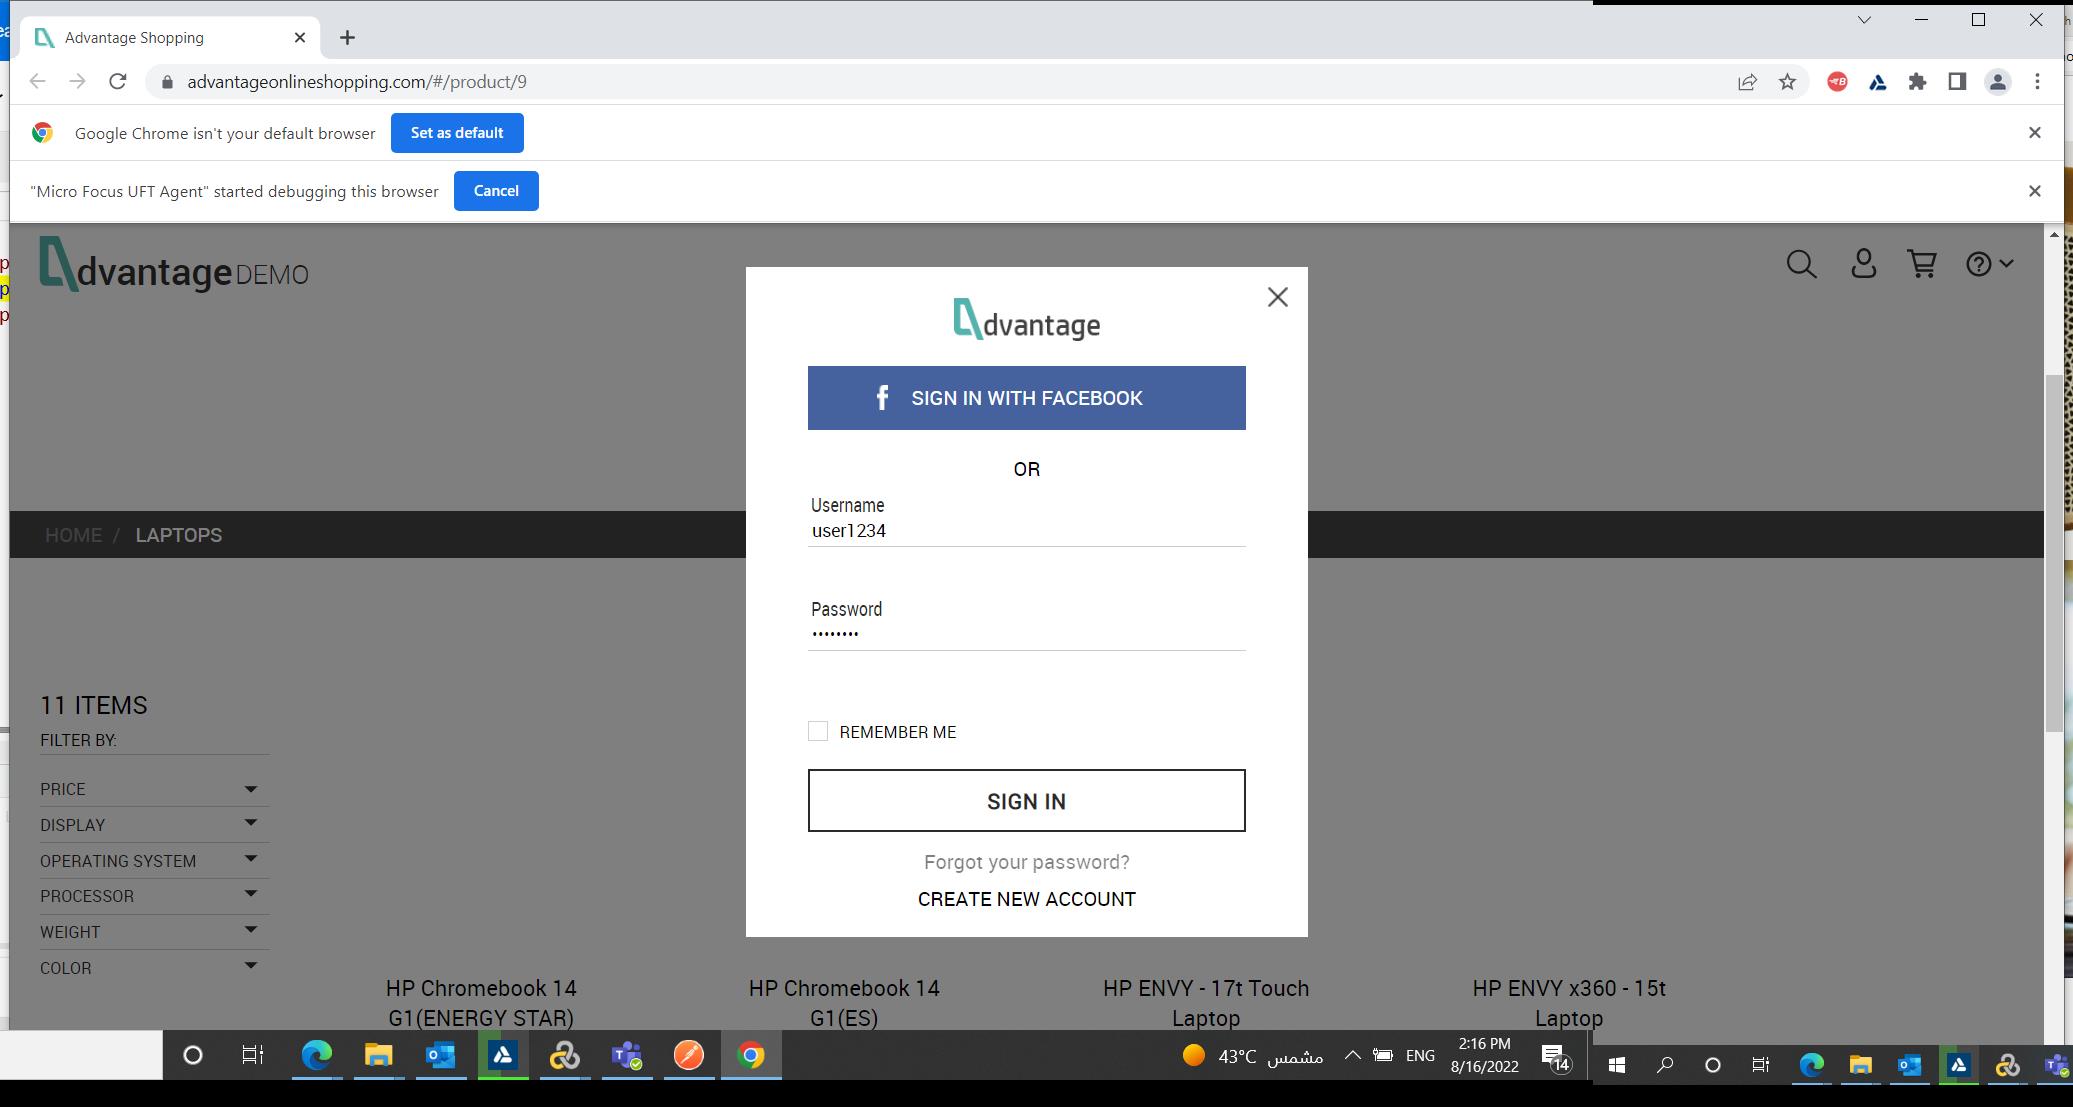 Advantage Shopping
advantageonlineshopping.com/#/product/9
Google Chrome isn't your default browser
Set as default
"Micro Focus UFT Agent" started debugging this browser
Cancel
dvantage DEMO
dvantage
SIGN IN WITH FACEBOOK
OR
Username
user1234
Password
••••••••
REMEMBER ME
SIGN IN
Forgot your password?
CREATE NEW ACCOUNT
HOME / LAPTOPS
11 ITEMS
FILTER BY:
PRICE
DISPLAY
OPERATING SYSTEM
PROCESSOR
WEIGHT
COLOR
HP Chromebook 14
G1(ENERGY STAR)
HP Chromebook 14
G1(ES)
HP ENVY - 17t Touch
Laptop
HP ENVY x360 - 15t
Laptop
43°C مشمس
ENG
2:16 PM
8/16/2022
14